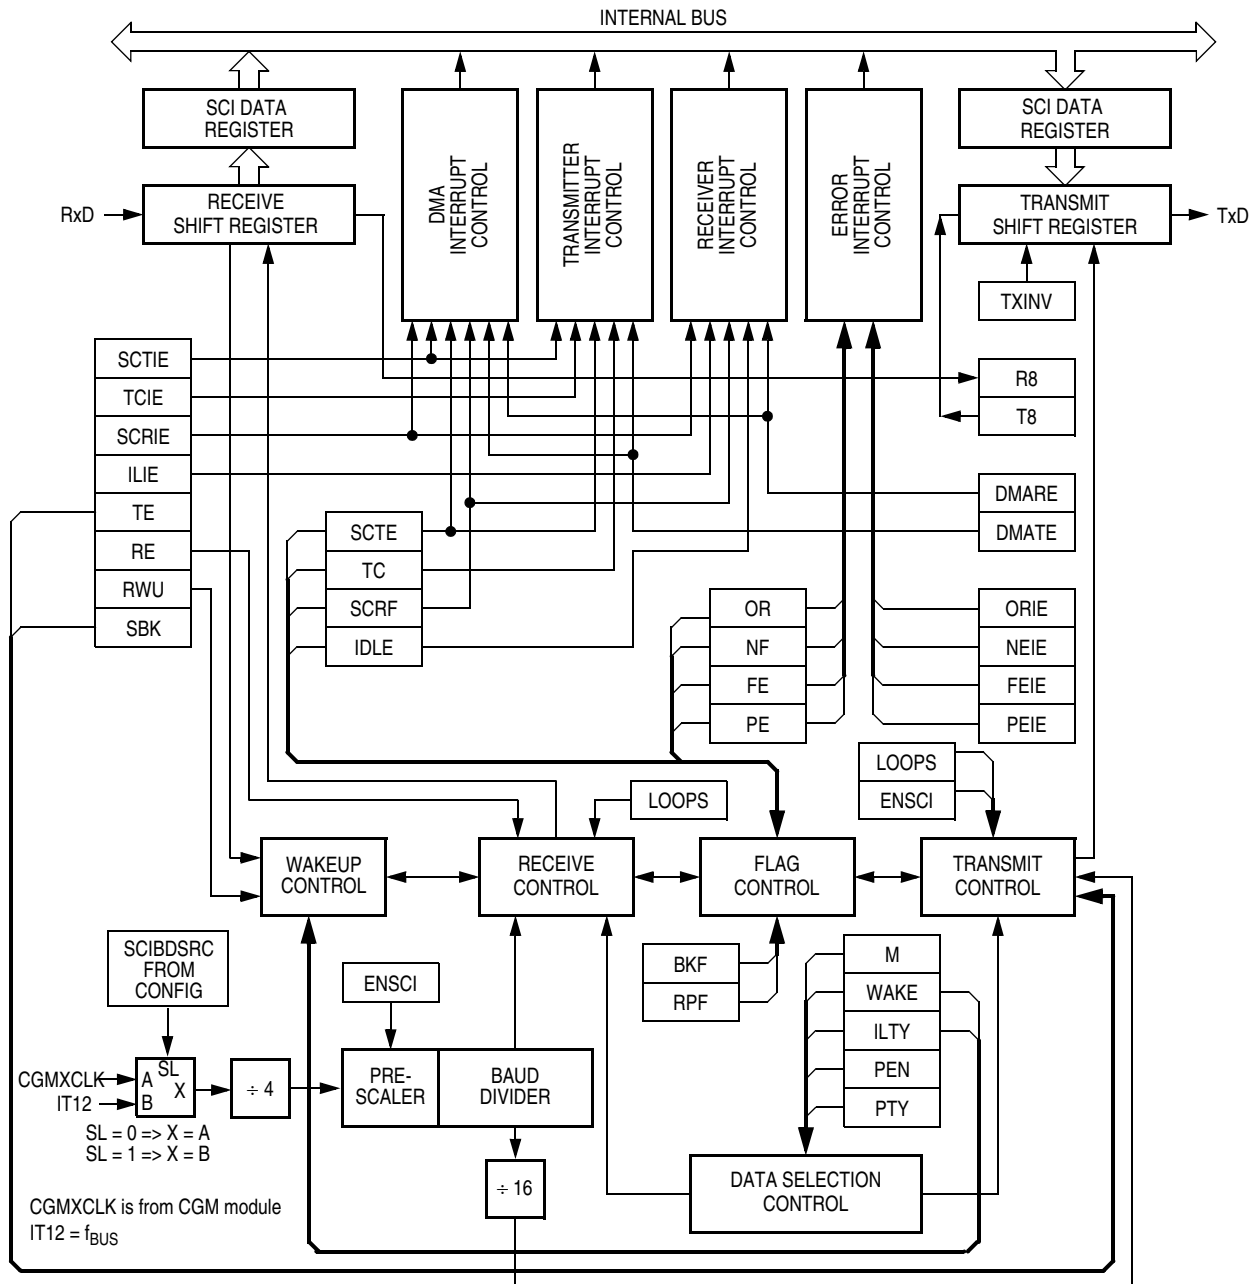 INTERNAL BUS
SCI DATA
REGISTER
DMA
INTERRUPT
CONTROL
TRANSMITTER
INTERRUPT
CONTROL
RECEIVER
INTERRUPT
CONTROL
ERROR
INTERRUPT
CONTROL
SCI DATA
REGISTER
RxD
RECEIVE
SHIFT REGISTER
TRANSMIT
SHIFT REGISTER
TxD
TXINV
SCTIE
TCIE
SCRIE
ILIE
TE
RE
RWU
SBK
R8
T8
DMARE
DMATE
SCTE
TC
SCRF
IDLE
OR
NF
FE
PE
ORIE
NEIE
FEIE
PEIE
LOOPS
ENSCI
LOOPS
WAKEUP
CONTROL
RECEIVE
CONTROL
FLAG
CONTROL
TRANSMIT
CONTROL
SCIBDSRC
FROM
CONFIG
ENSCI
BKF
RPF
M
WAKE
ILTY
PEN
PTY
CGMXCLK
IT12
SL
A
X
B
÷ 4
PRE-
SCALER
BAUD
DIVIDER
SL = 0 => X = A
SL = 1 => X = B
÷ 16
DATA SELECTION
CONTROL
CGMXCLK is from CGM module
IT12 = fBUS